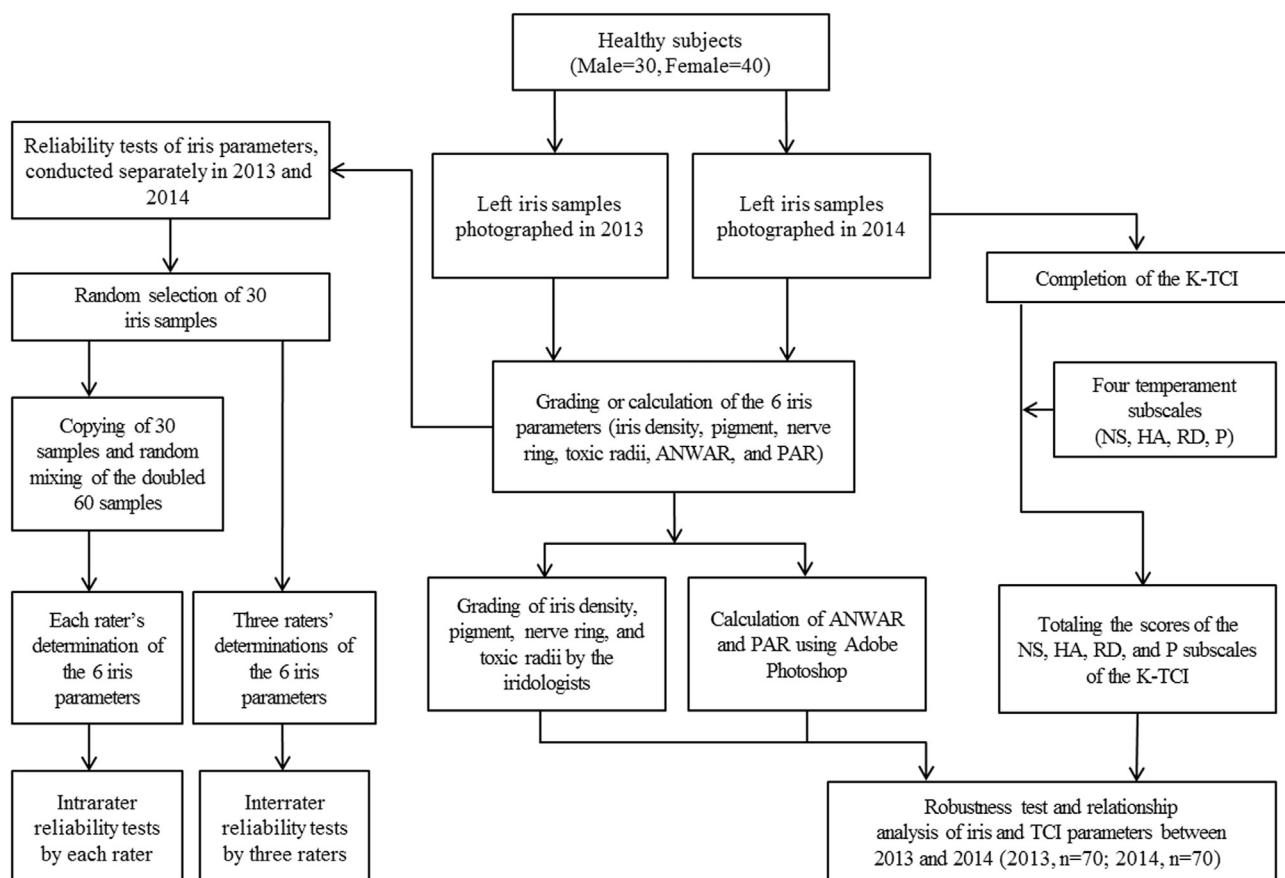 Healthy subjects
(Male=30, Female=40)
Reliability tests of iris parameters,
conducted separately in 2013 and
2014
Left iris samples
photographed in 2013
Left iris samples
photographed in 2014
Completion of the K-TCI
Random selection of 30
iris samples
Four temperament
subscales
(NS, HA, RD, P)
Grading or calculation of the 6 iris
parameters (iris density, pigment, nerve
ring, toxic radii, ANWAR, and PAR)
Copying of 30
samples and random
mixing of the doubled
60 samples
Each rater’s
determination of
the 6 iris
parameters
Three raters’
determinations of
the 6 iris
parameters
Grading of iris density,
pigment, nerve ring, and
toxic radii by the
iridologists
Calculation of ANWAR
and PAR using Adobe
Photoshop
Totaling the scores of the
NS, HA, RD, and P subscales
of the K-TCI
Intrarater
reliability tests
by each rater
Interrater
reliability tests
by three raters
Robustness test and relationship
analysis of iris and TCI parameters between
2013 and 2014 (2013, n=70; 2014, n=70)